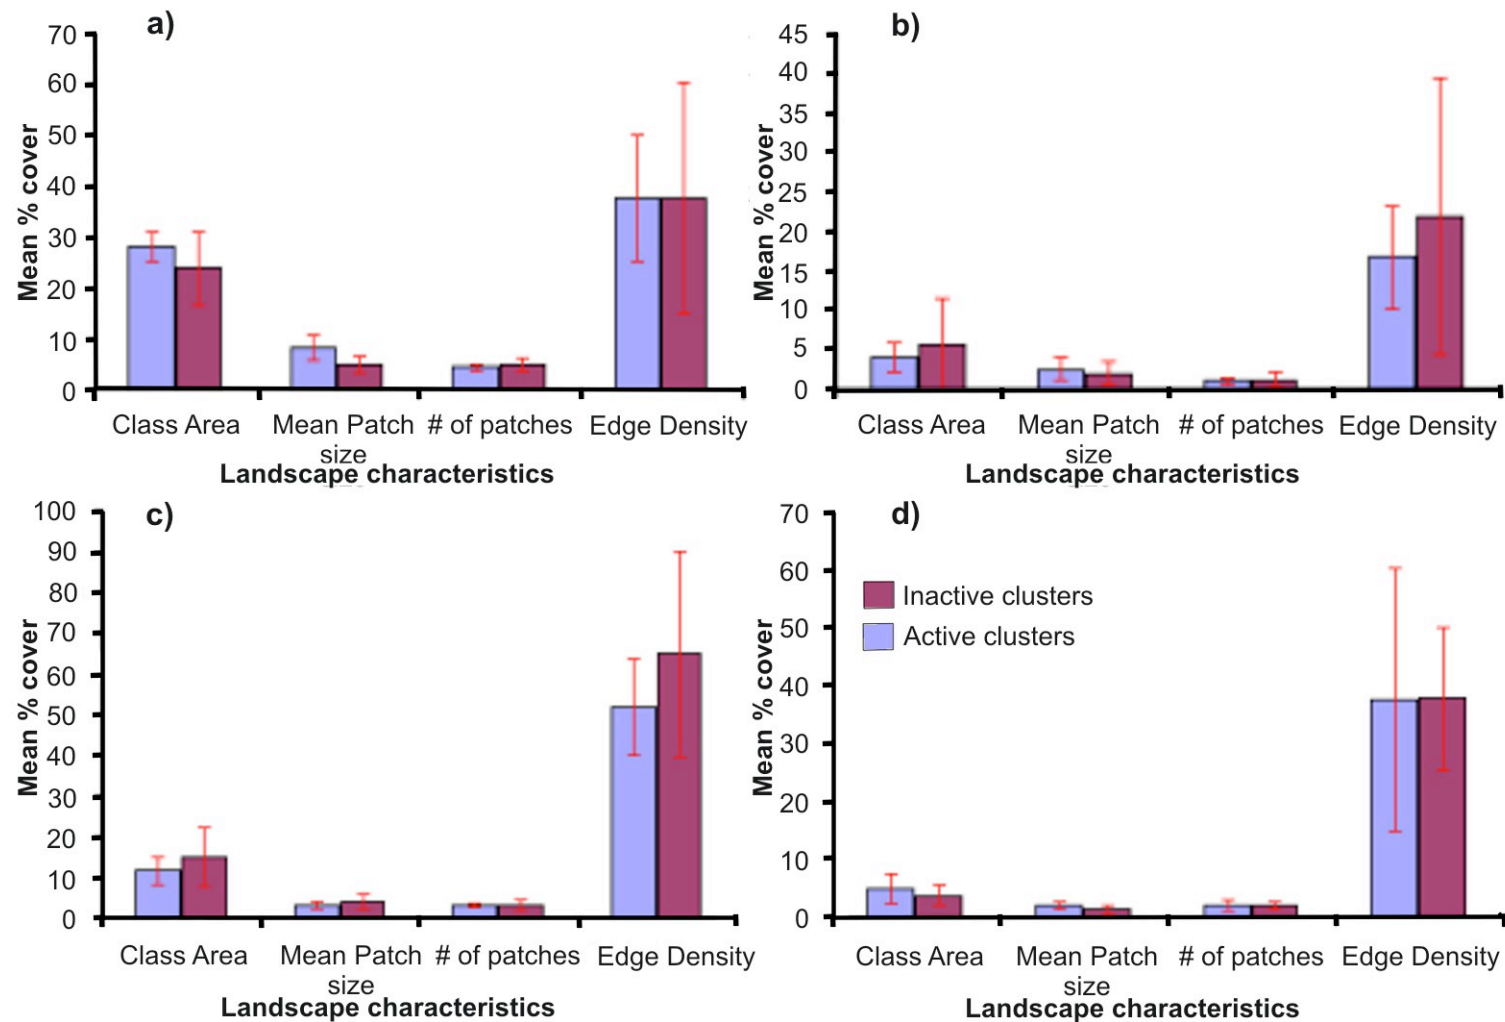 a)
70
60
50
40
30
20
10
0
Mean % cover
Class Area Mean Patch size # of patches Edge Density
Landscape characteristics
b)
45
40
35
30
25
20
15
10
5
0
Mean % cover
Class Area Mean Patch size # of patches Edge Density
Landscape characteristics
c)
100
90
80
70
60
50
40
30
20
10
0
Mean % cover
Class Area Mean Patch size # of patches Edge Density
Landscape characteristics
d)
70
60
50
40
30
20
10
0
Mean % cover
Inactive clusters
Active clusters
Class Area Mean Patch size # of patches Edge Density
Landscape characteristics